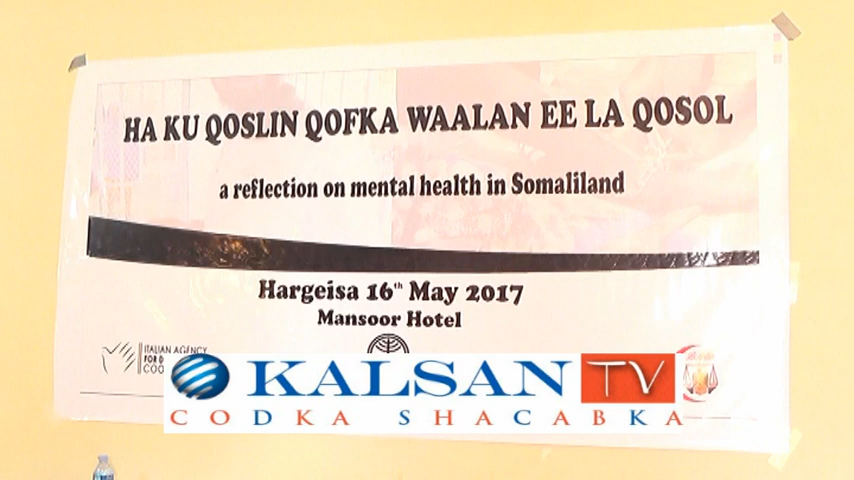 HA KU QOSLIN QOFKA WAALAN EE LA QOSOL
a reflection on mental health in Somaliland
Hargeisa 16th May 2017
Mansoor Hotel
ITALIAN AGENCY
FOR
COO
KALSAN TV
CODKA SHACABKA